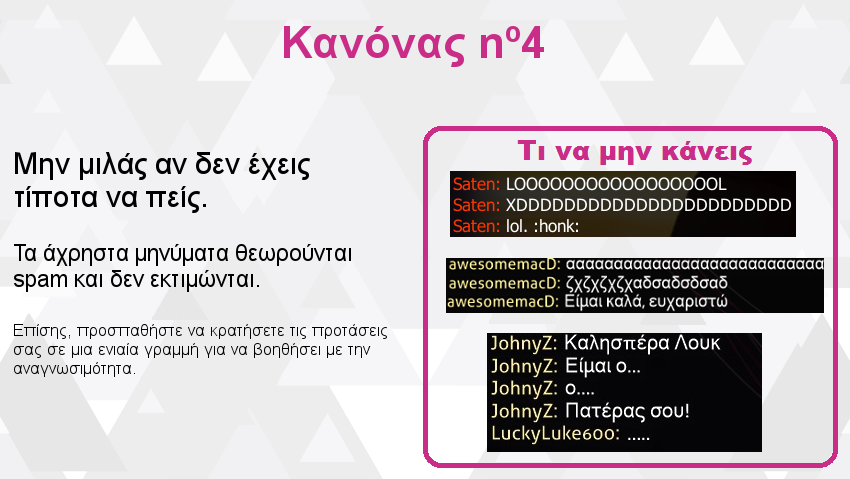 Κανόνας nº4
Μην μιλάς αν δεν έχεις
τίποτα να πείς.
Τα άχρηστα μηνύματα θεωρούνται
spam και δεν εκτιμώνται.
Επίσης, προσπαθήστε να κρατήσετε τις προτάσεις
σας σε μια ενιαία γραμμή για να βοηθήσει με την
αναγνωσιμότητα.
Τι να μην κάνεις
Saten: LOOOOOOOOOOOOOOOOOL
Saten: XDDDDDDDDDDDDDDDDDDDDDDD
Saten: lol. :honk:
awesomemacD: ααααααααααααααααααααααααααα
awesomemacD: ζχζχζχζχαδσαδσδσαδ
awesomemacD: Είμαι καλά, ευχαριστώ
JohnyZ: Καλησπέρα Λουκ
JohnyZ: Είμαι ο...
JohnyZ: ο....
JohnyZ: Πατέρας σου!
LuckyLuke600: .....